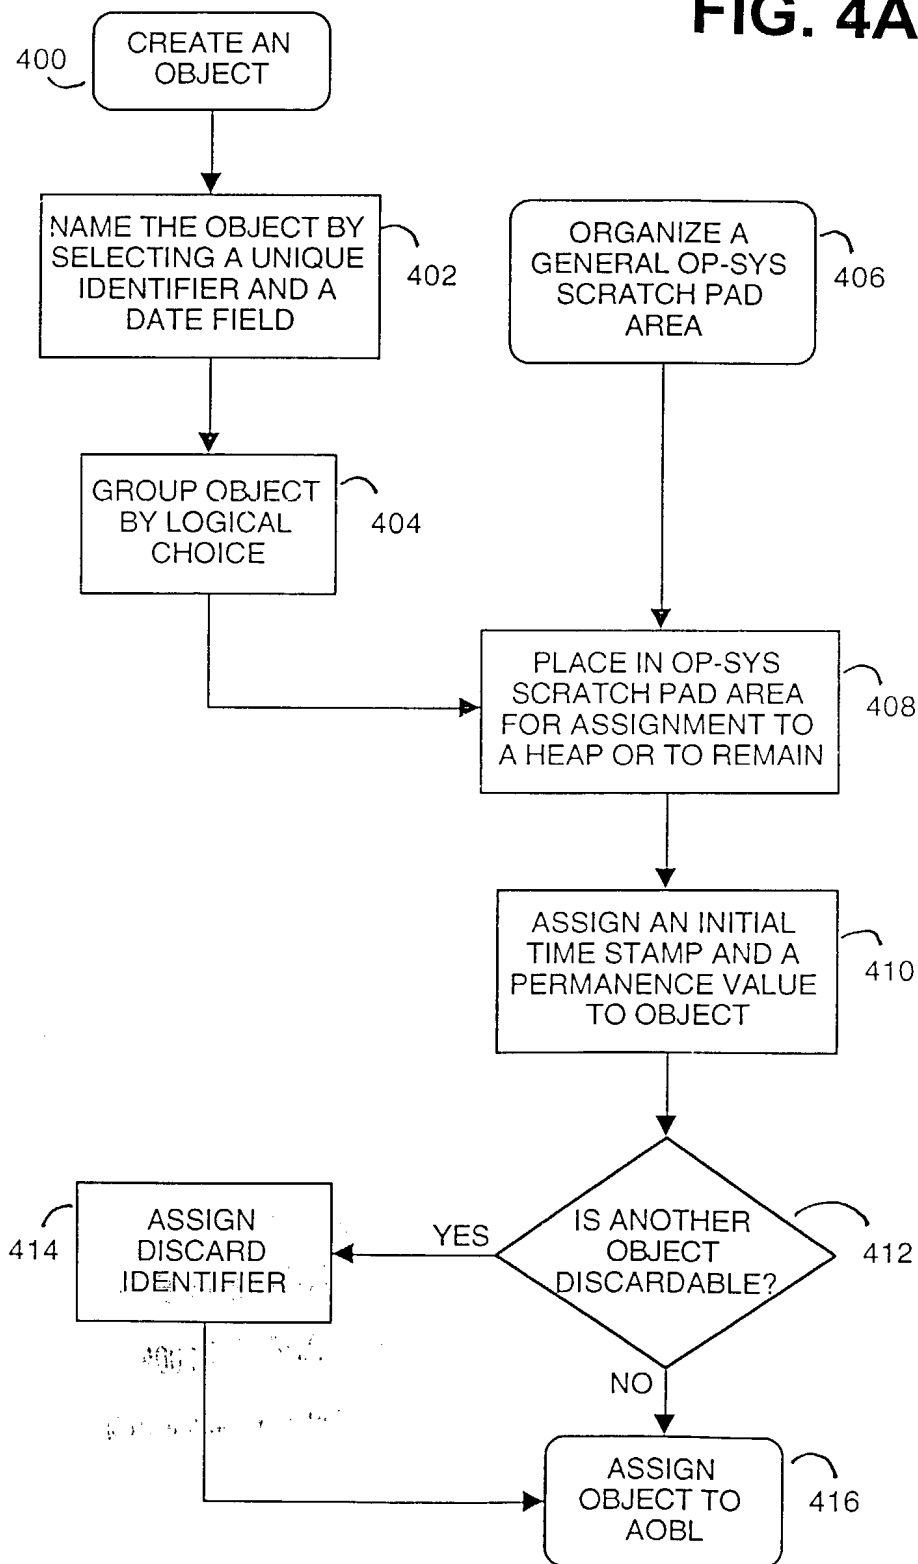 FIG. 4A
CREATE AN
OBJECT
400
NAME THE OBJECT BY
SELECTING A UNIQUE
IDENTIFIER AND A
DATE FIELD
402
ORGANIZE A
GENERAL OP-SYS
SCRATCH PAD
AREA
406
GROUP OBJECT
BY LOGICAL
CHOICE
404
PLACE IN OP-SYS
SCRATCH PAD AREA
FOR ASSIGNMENT TO
A HEAP OR TO REMAIN
408
ASSIGN AN INITIAL
TIME STAMP AND A
PERMANENCE VALUE
TO OBJECT
410
IS ANOTHER
OBJECT
DISCARDABLE?
412
YES
ASSIGN
DISCARD
IDENTIFIER
414
NO
ASSIGN
OBJECT TO
AOBL
416